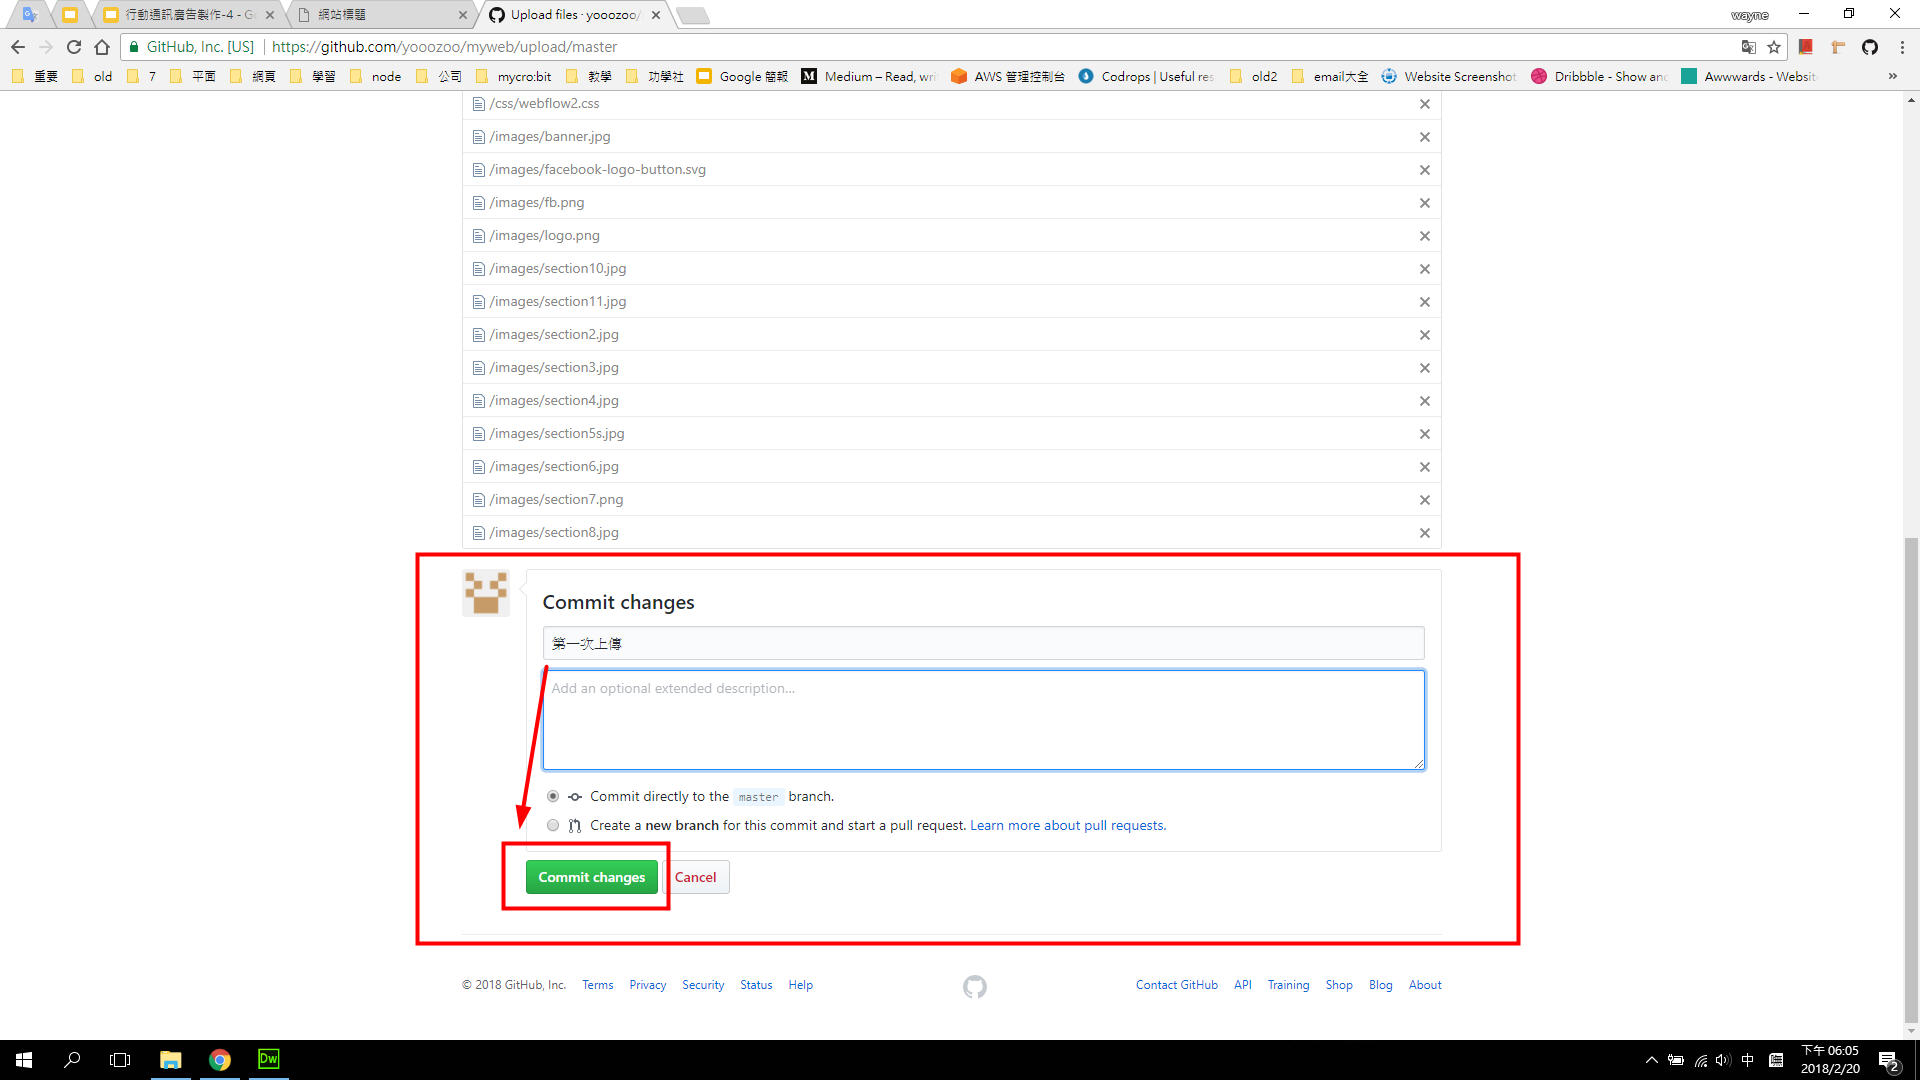 行動通訊廣告製作-4 - G
網站標題
Upload files · yooozoo/
wayne
GitHub, Inc. [US] https://github.com/yooozoo/myweb/upload/master
重要 old 7 平面 網頁 學習 node 公司 mycro:bit 教學 功學社 Google 簡報 Medium – Read, wri AWS 管理控制台 Codrops | Useful res old2 email大全 Website Screenshot Dribbble - Show and Awwwards - Websit »
/css/webflow2.css
/images/banner.jpg
/images/facebook-logo-button.svg
/images/fb.png
/images/logo.png
/images/section10.jpg
/images/section11.jpg
/images/section2.jpg
/images/section3.jpg
/images/section4.jpg
/images/section5s.jpg
/images/section6.jpg
/images/section7.png
/images/section8.jpg
Commit changes
第一次上傳
Add an optional extended description...
Commit directly to the master branch.
Create a new branch for this commit and start a pull request. Learn more about pull requests.
Commit changes Cancel
© 2018 GitHub, Inc. Terms Privacy Security Status Help Contact GitHub API Training Shop Blog About
Dw
中
下午 06:05
2018/2/20
2